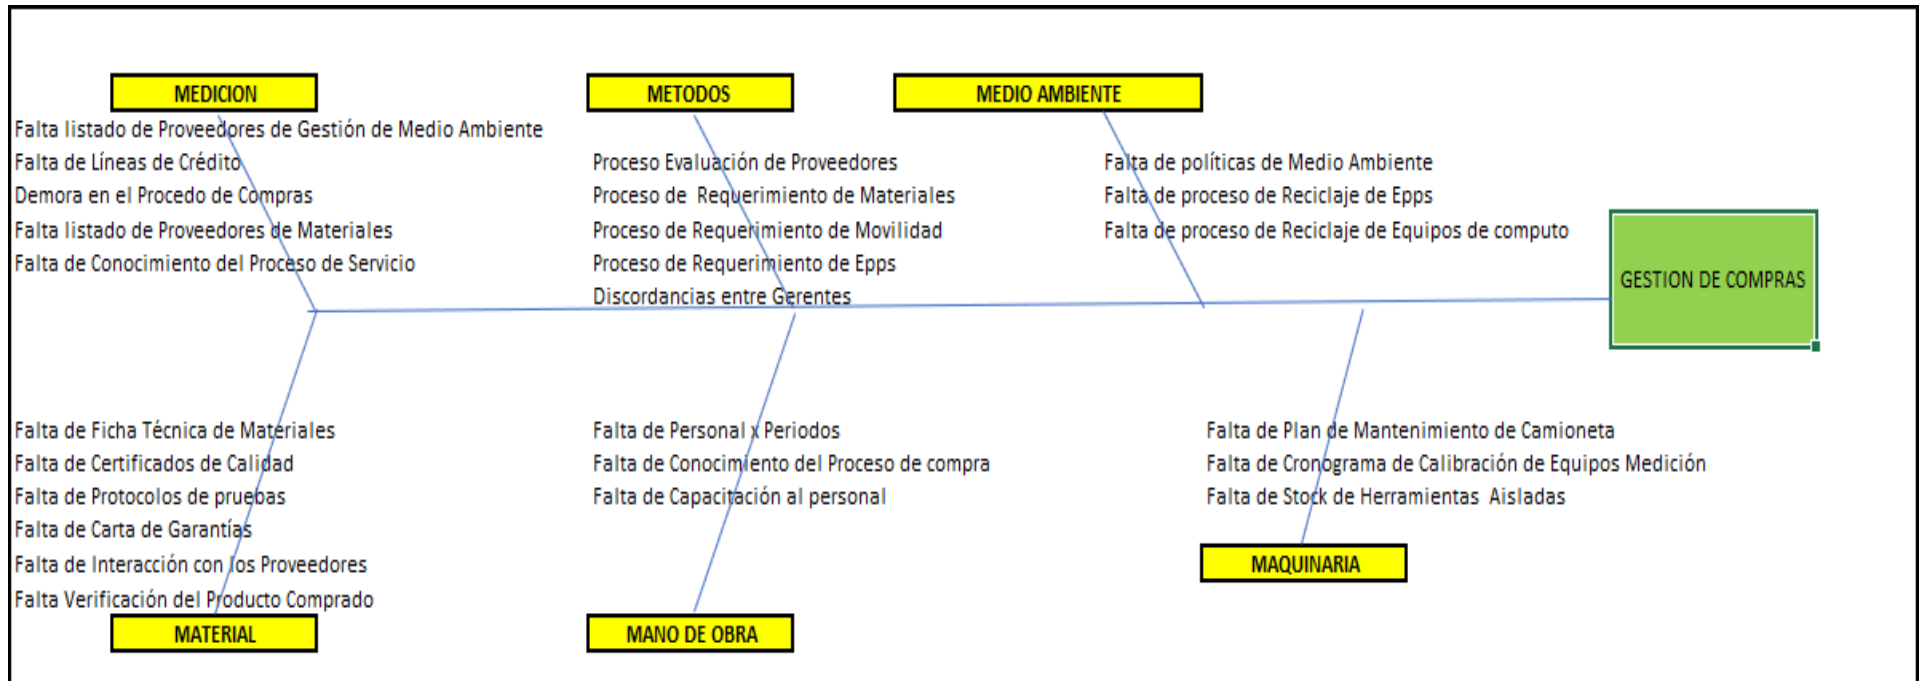 MEDICION
Falta listado de Proveedores de Gestión de Medio Ambiente
Falta de Líneas de Crédito
Demora en el Procedo de Compras
Falta listado de Proveedores de Materiales
Falta de Conocimiento del Proceso de Servicio
METODOS
Proceso Evaluación de Proveedores
Proceso de Requerimiento de Materiales
Proceso de Requerimiento de Movilidad
Proceso de Requerimiento de Epps
Discordancias entre Gerentes
MEDIO AMBIENTE
Falta de políticas de Medio Ambiente
Falta de proceso de Reciclaje de Epps
Falta de proceso de Reciclaje de Equipos de computo
GESTION DE COMPRAS
Falta de Ficha Técnica de Materiales
Falta de Certificados de Calidad
Falta de Protocolos de pruebas
Falta de Carta de Garantías
Falta de Interacción con los Proveedores
Falta Verificación del Producto Comprado
MATERIAL
Falta de Personal x Periodos
Falta de Conocimiento del Proceso de compra
Falta de Capacitación al personal
MANO DE OBRA
Falta de Plan de Mantenimiento de Camioneta
Falta de Cronograma de Calibración de Equipos Medición
Falta de Stock de Herramientas Aisladas
MAQUINARIA